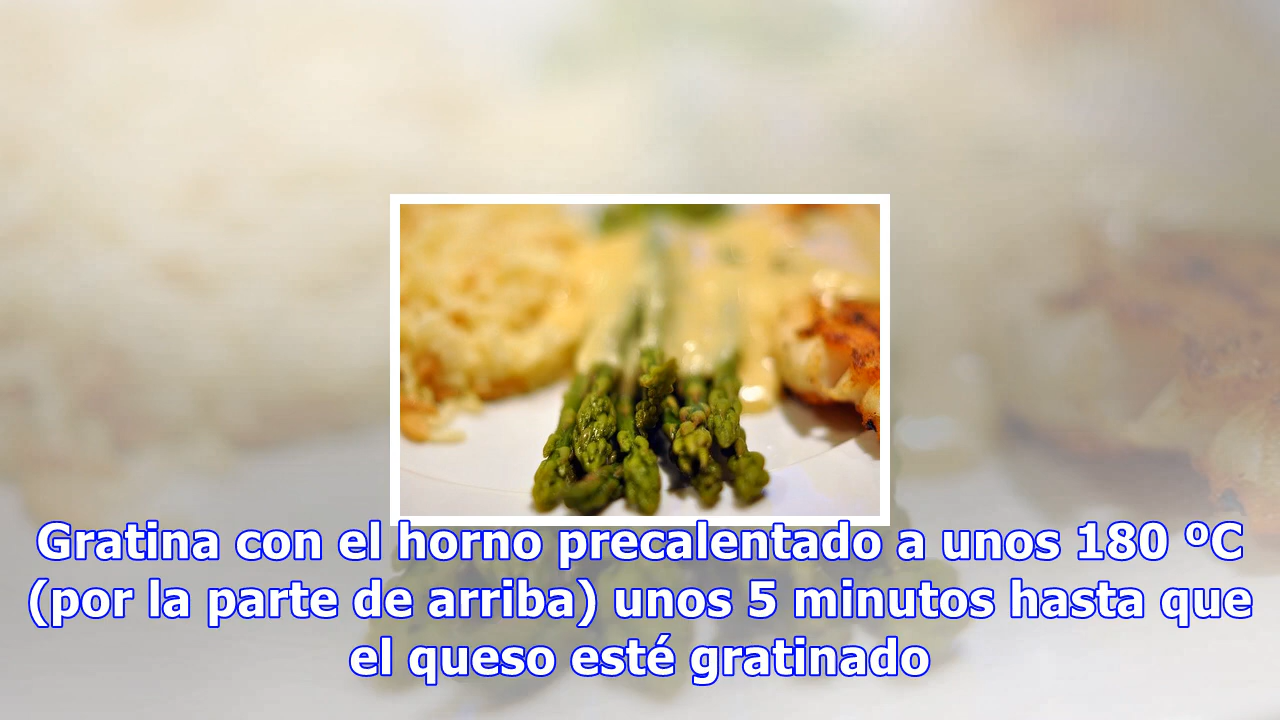 Gratina con el horno precalentado a unos 180 ºC
(por la parte de arriba) unos 5 minutos hasta que
el queso esté gratinado